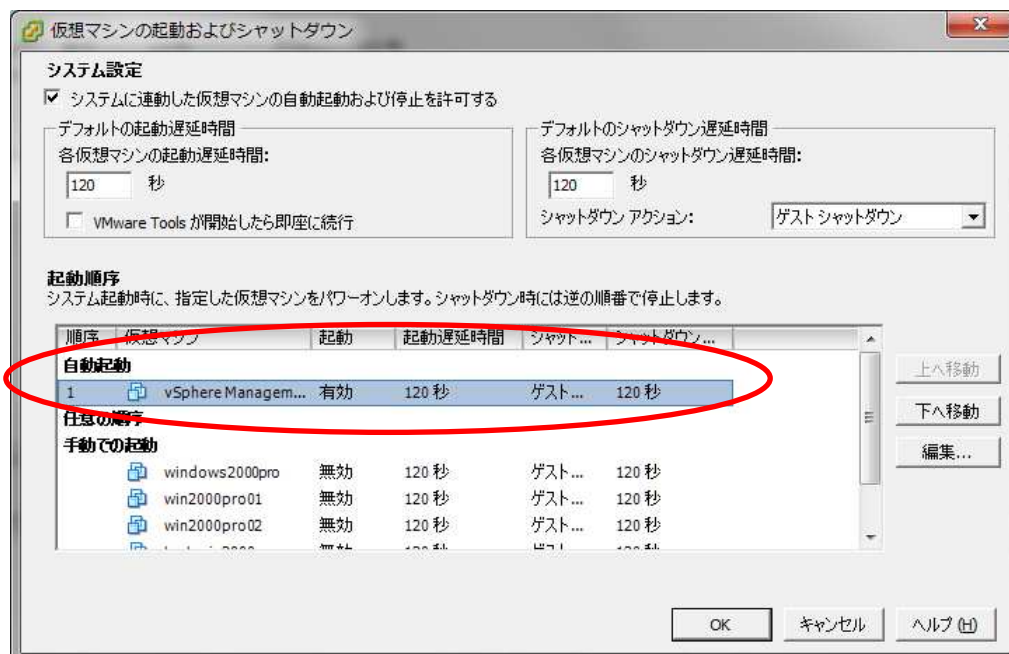 仮想マシンの起動およびシャットダウン
システム設定
システムに連動した仮想マシンの自動起動および停止を許可する
デフォルトの起動遅延時間
各仮想マシンの起動遅延時間:
120 秒
VMware Tools が開始したら即座に続行
デフォルトのシャットダウン遅延時間
各仮想マシンのシャットダウン遅延時間:
120 秒
シャットダウン アクション: ゲスト シャットダウン
起動順序
システム起動時に、指定した仮想マシンをパワーオンします。シャットダウン時には逆の順番で停止します。
順序 仮想マシン 起動 起動遅延時間 シャット... シャットダウン...
自動起動
1 vSphere Managem... 有効 120 秒 ゲスト... 120 秒
任意の順序
手動での起動
windows2000pro 無効 120 秒 ゲスト... 120 秒
win2000pro01 無効 120 秒 ゲスト... 120 秒
win2000pro02 無効 120 秒 ゲスト... 120 秒
上へ移動
下へ移動
編集...
OK キャンセル ヘルプ (H)